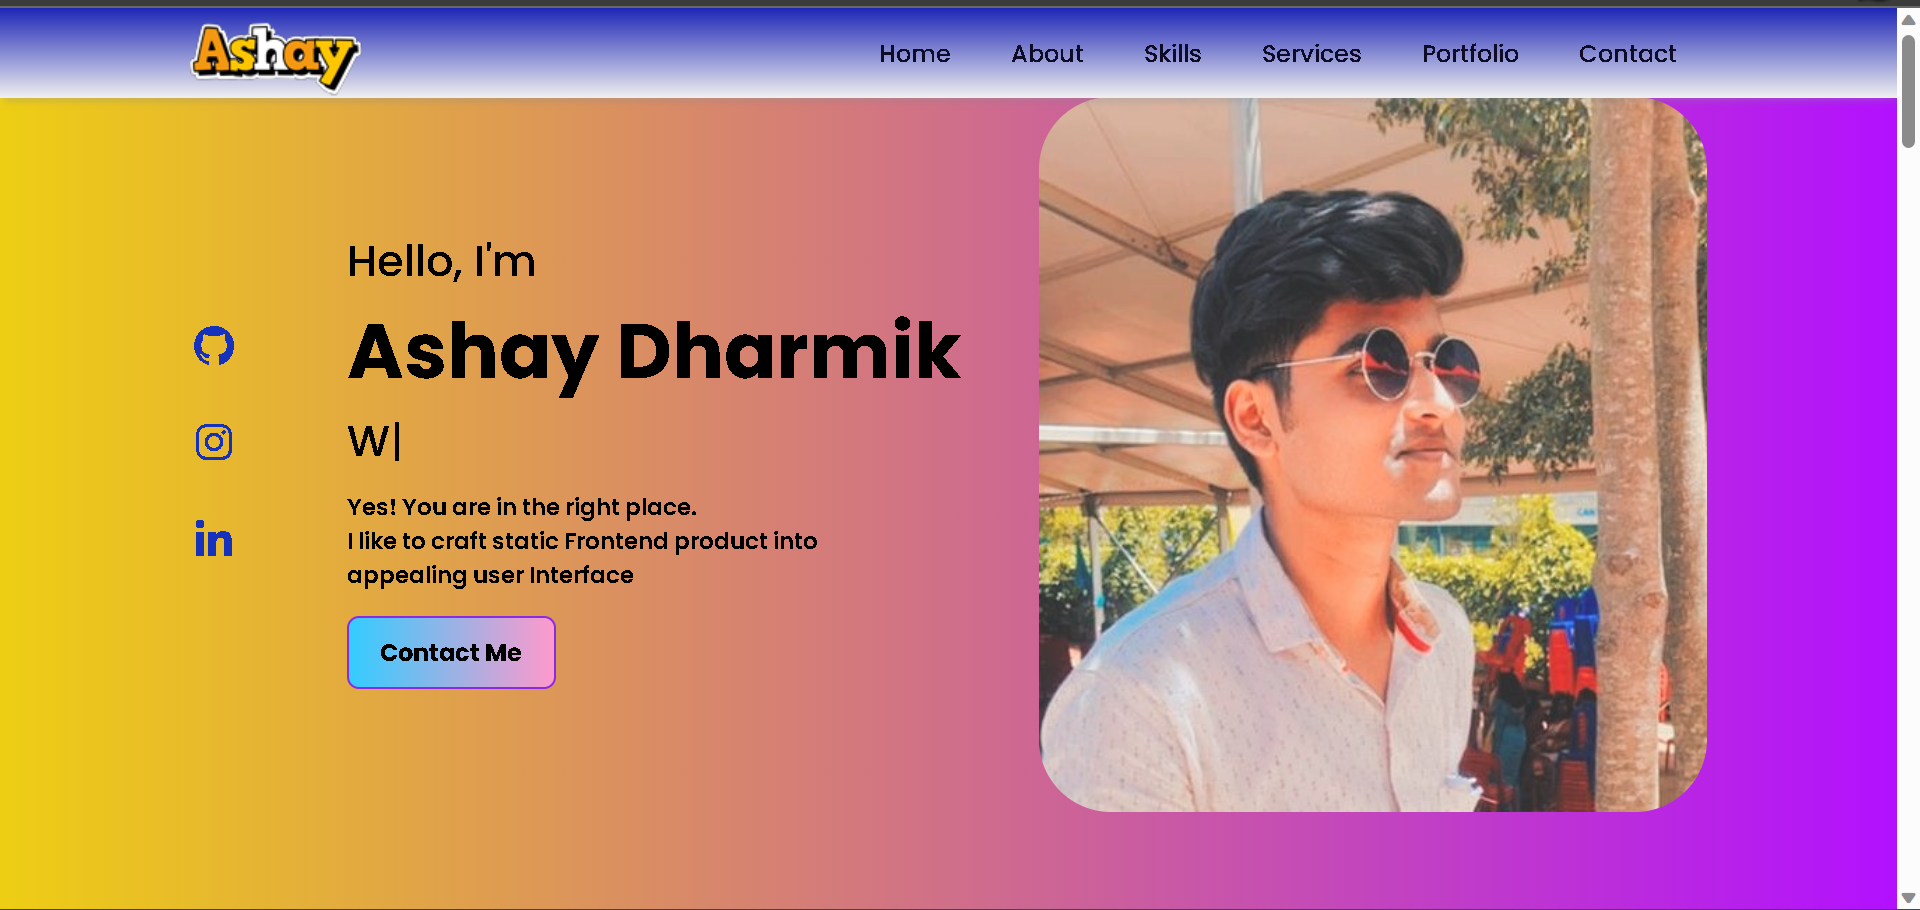 Ashay
Home About Skills Services Portfolio Contact
Hello, I'm
Ashay Dharmik
W|
Yes! You are in the right place.
I like to craft static Frontend product into
appealing user Interface
Contact Me